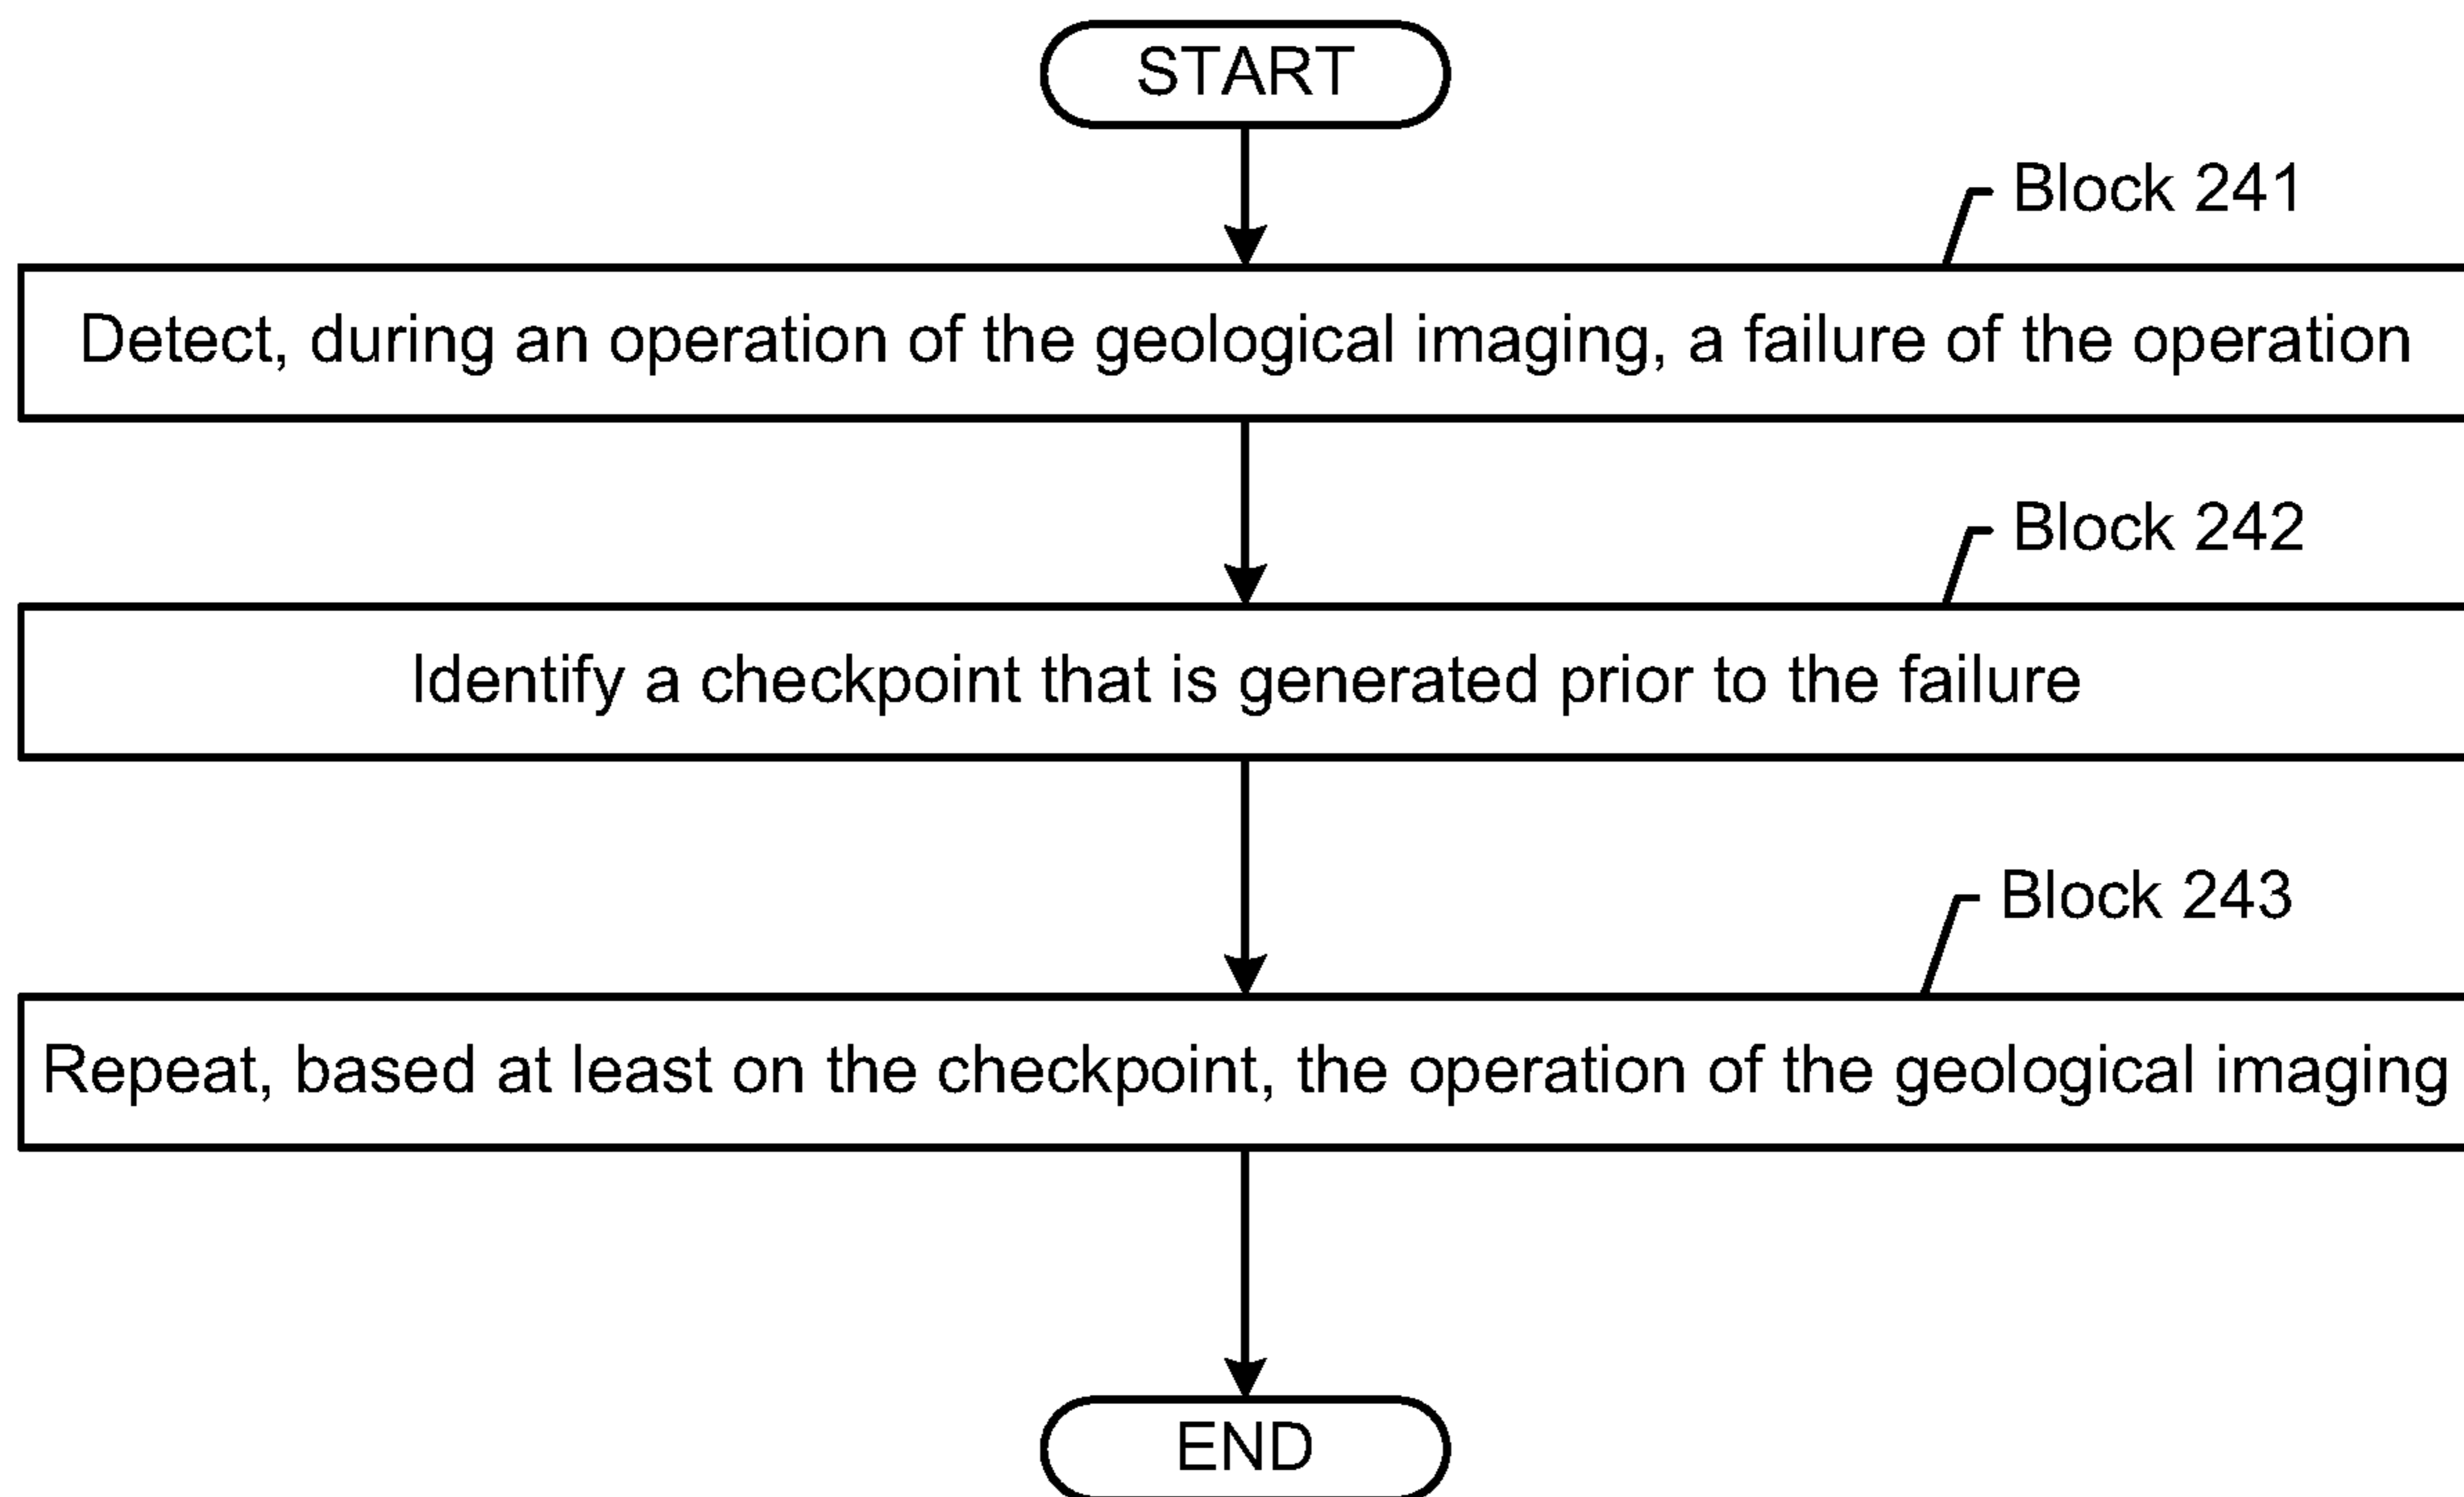 START
Block 241
Detect, during an operation of the geological imaging, a failure of the operation
Block 242
Identify a checkpoint that is generated prior to the failure
Block 243
Repeat, based at least on the checkpoint, the operation of the geological imaging
END